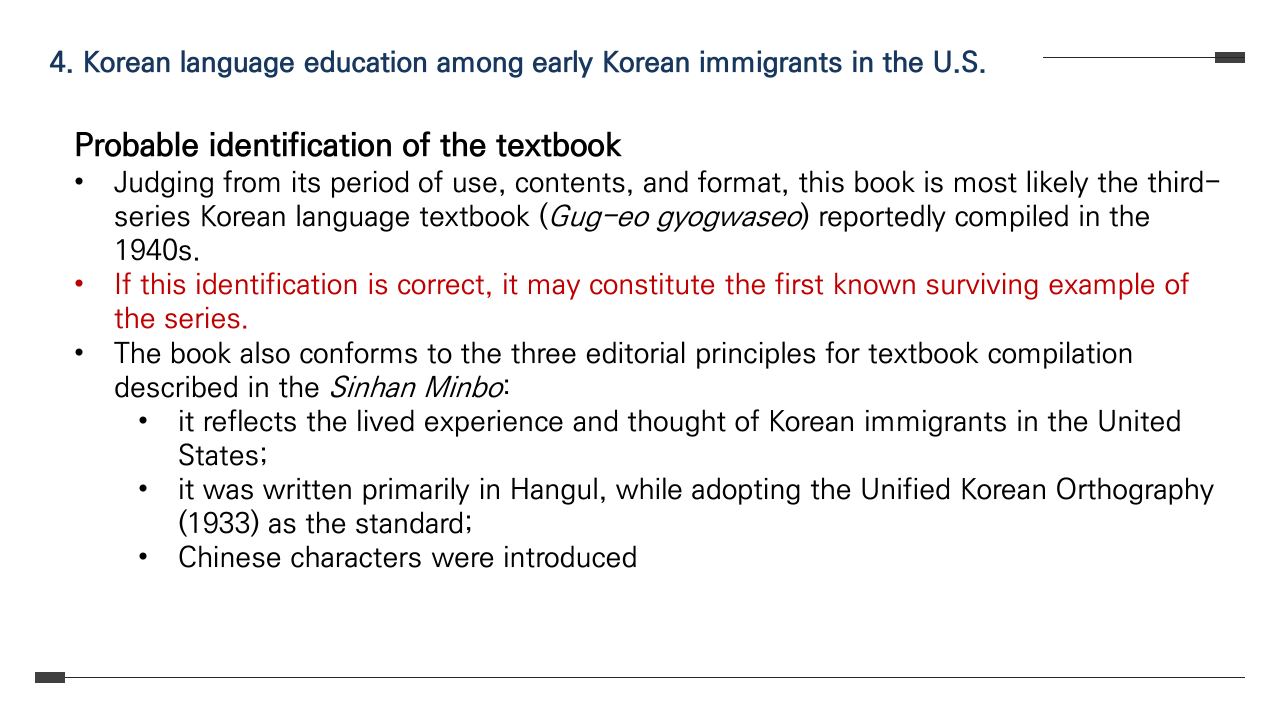 4. Korean language education among early Korean immigrants in the U.S.
Probable identification of the textbook
• Judging from its period of use, contents, and format, this book is most likely the third-
series Korean language textbook (Gug-eo gyogwaseo) reportedly compiled in the
1940s.
• If this identification is correct, it may constitute the first known surviving example of
the series.
• The book also conforms to the three editorial principles for textbook compilation
described in the Sinhan Minbo:
• it reflects the lived experience and thought of Korean immigrants in the United
States;
• it was written primarily in Hangul, while adopting the Unified Korean Orthography
(1933) as the standard;
• Chinese characters were introduced